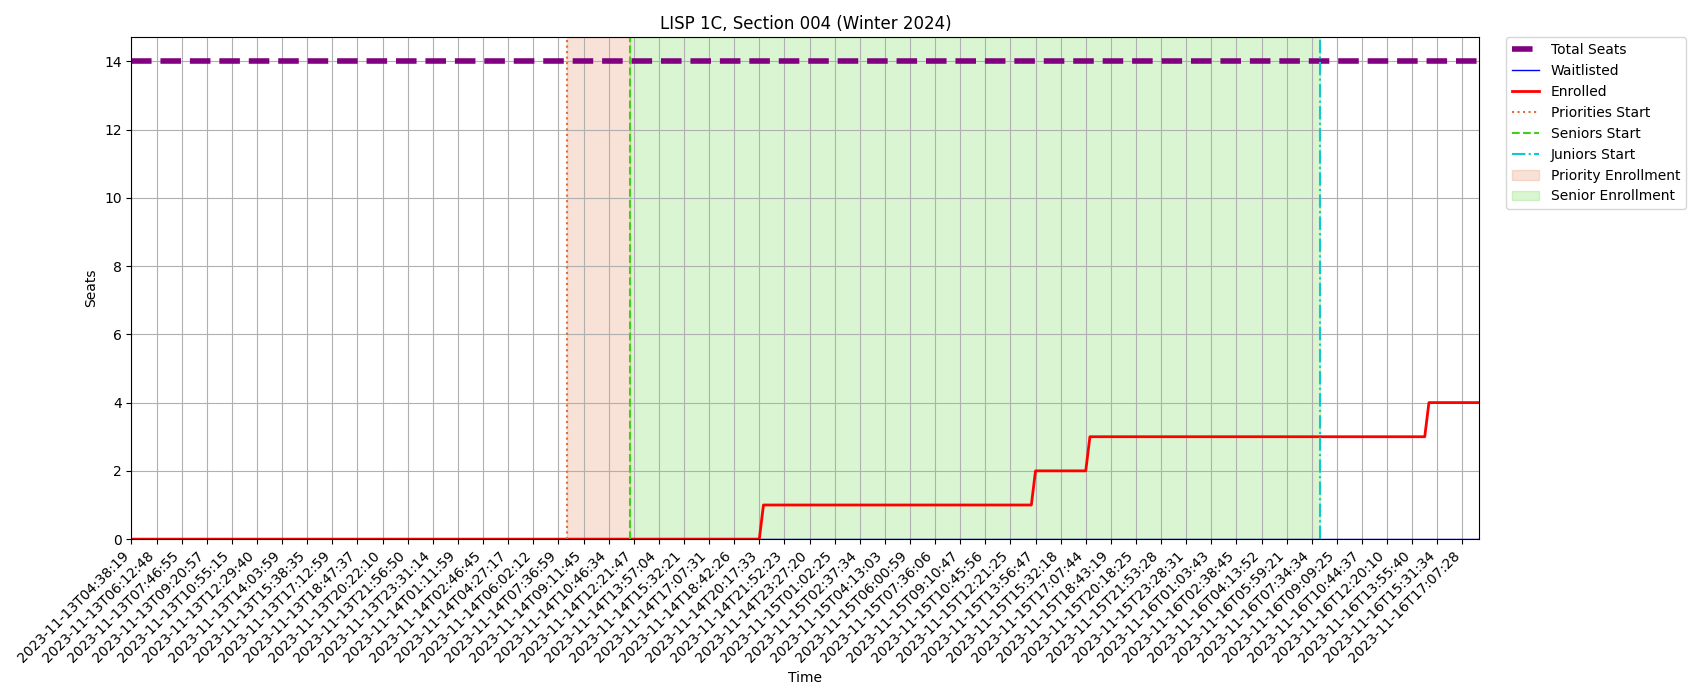 LISP 1C, Section 004 (Winter 2024)
Total Seats
Waitlisted
Enrolled
Priorities Start
Seniors Start
Juniors Start
Priority Enrollment
Senior Enrollment
Seats
14
12
10
8
6
4
2
0
2023-11-13T04:38:19
2023-11-13T06:12:48
2023-11-13T07:46:55
2023-11-13T09:20:57
2023-11-13T10:55:15
2023-11-13T12:29:40
2023-11-13T14:03:59
2023-11-13T15:38:35
2023-11-13T17:12:59
2023-11-13T18:47:37
2023-11-13T20:22:10
2023-11-13T21:56:50
2023-11-13T23:31:14
2023-11-14T01:11:59
2023-11-14T02:46:45
2023-11-14T04:27:17
2023-11-14T06:02:12
2023-11-14T07:36:59
2023-11-14T09:11:45
2023-11-14T10:46:34
2023-11-14T12:21:47
2023-11-14T13:57:04
2023-11-14T15:32:21
2023-11-14T17:07:31
2023-11-14T18:42:26
2023-11-14T20:17:33
2023-11-14T21:52:23
2023-11-14T23:27:20
2023-11-15T01:02:25
2023-11-15T02:37:34
2023-11-15T04:13:03
2023-11-15T06:00:59
2023-11-15T07:36:06
2023-11-15T09:10:47
2023-11-15T10:45:56
2023-11-15T12:21:25
2023-11-15T13:56:47
2023-11-15T15:32:18
2023-11-15T17:07:44
2023-11-15T18:43:19
2023-11-15T20:18:25
2023-11-15T21:53:28
2023-11-15T23:28:31
2023-11-16T01:03:43
2023-11-16T02:38:45
2023-11-16T04:13:52
2023-11-16T05:59:21
2023-11-16T07:34:34
2023-11-16T09:09:25
2023-11-16T10:44:37
2023-11-16T12:20:10
2023-11-16T13:55:40
2023-11-16T15:31:34
2023-11-16T17:07:28
Time